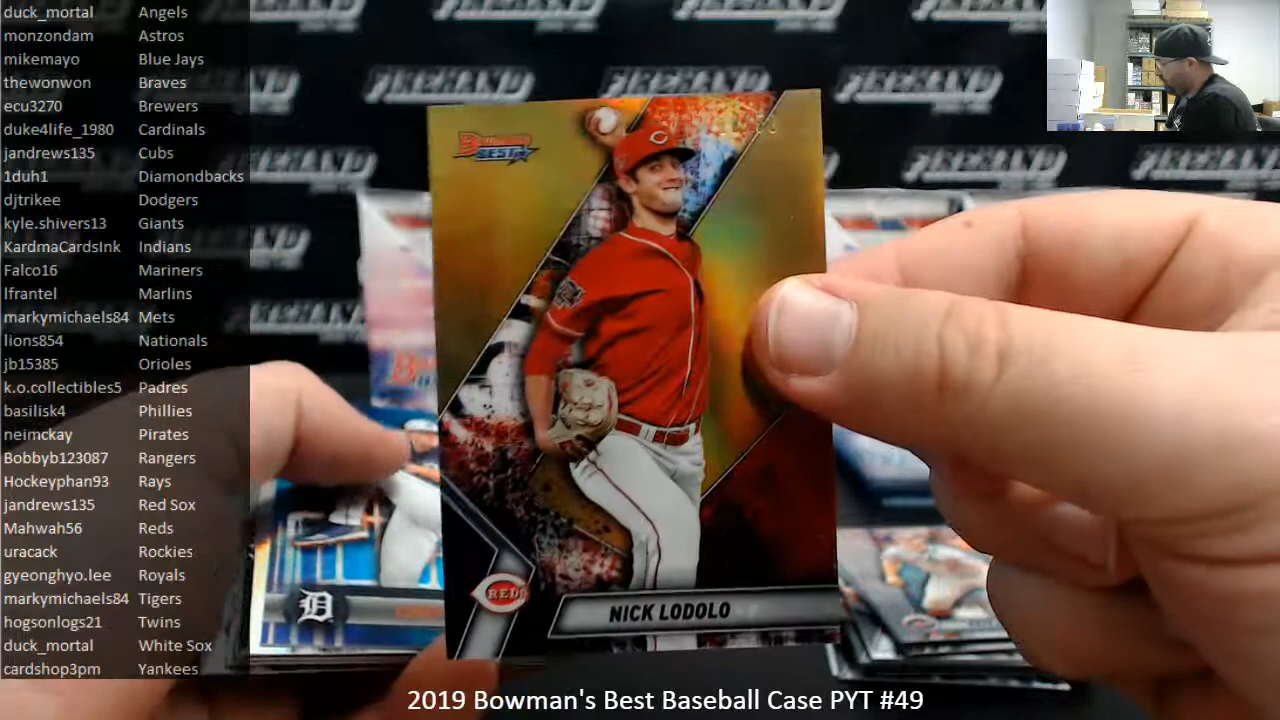 duck_mortal Angels
monzondam Astros
mikemayo Blue Jays
thewonwon Braves
ecu3270 Brewers
duke4life_1980 Cardinals
jandrews135 Cubs
1duh1 Diamondbacks
djtrikee Dodgers
kyle.shivers13 Giants
KardmaCardsInk Indians
Falco16 Mariners
lfrantel Marlins
markymichaels84 Mets
lions854 Nationals
jb15385 Orioles
k.o.collectibles5 Padres
basilisk4 Phillies
neimckay Pirates
Bobbyb123087 Rangers
Hockeyphan93 Rays
jandrews135 Red Sox
Mahwah56 Reds
uracack Rockies
gyeonghyo.lee Royals
markymichaels84 Tigers
hogsonlogs21 Twins
duck_mortal White Sox
cardshop3pm Yankees
FIREHAND
FIREHAND
FIREHAND
Bowman's
BEST
REDS
NICK LODOLO
2019 Bowman's Best Baseball Case PYT #49